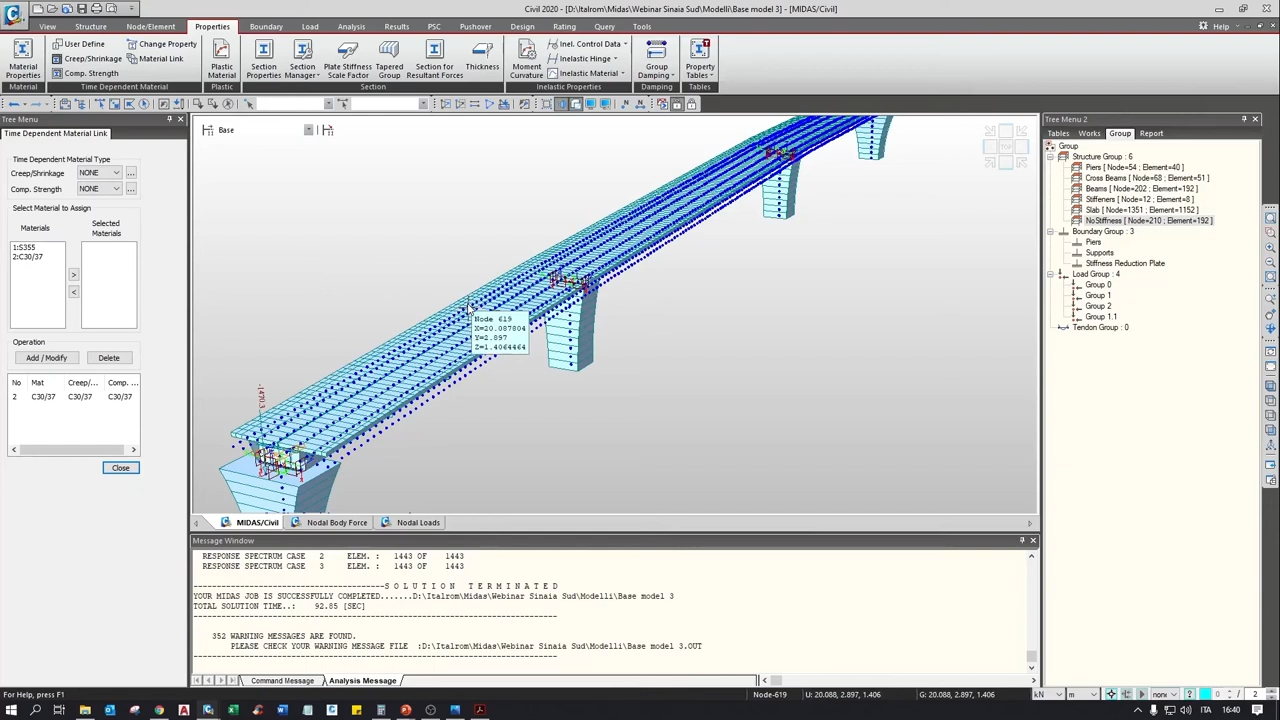 Civil 2020 - [D:\Italrom\Midas\Webinar Sinaia Sud\Modelli\Base model 3] - [MIDAS/Civil]
View Structure Node/Element Properties Boundary Load Analysis Results PSC Pushover Design Rating Query Tools Help
Material Properties
User Define
Creep/Shrinkage
Comp. Strength
Change Property
Material Link
Plastic Material
Section Properties
Section Manager
Plate Stiffness Scale Factor
Tapered Group
Section for Resultant Forces
Thickness
Moment Curvature
Inel. Control Data
Inelastic Hinge
Inelastic Material
Group Damping
Property Tables
Material Time Dependent Material Plastic Section Inelastic Properties Damping Tables
Tree Menu
Time Dependent Material Link
Time Dependent Material Type
Creep/Shrinkage NONE
Comp. Strength NONE
Select Material to Assign
Materials
Selected Materials
1:S355
2:C30/37
>
<
Operation
Add / Modify Delete
No Mat Creep/... Comp. ...
2 C30/37 C30/37 C30/37
Close
Base
TOP
Node 619
X=20.087804
Y=2.897
Z=1.4064464
MIDAS/Civil Nodal Body Force Nodal Loads
Message Window
RESPONSE SPECTRUM CASE 2 ELEM. : 1443 OF 1443
RESPONSE SPECTRUM CASE 3 ELEM. : 1443 OF 1443
-----------------------------------------S O L U T I O N T E R M I N A T E D
YOUR MIDAS JOB IS SUCCESSFULLY COMPLETED.......D:\Italrom\Midas\Webinar Sinaia Sud\Modelli\Base model 3
TOTAL SOLUTION TIME..: 92.85 [SEC]
352 WARNING MESSAGES ARE FOUND.
PLEASE CHECK YOUR WARNING MESSAGE FILE :D:\Italrom\Midas\Webinar Sinaia Sud\Modelli\Base model 3.OUT
Command Message Analysis Message
Tree Menu 2
Tables Works Group Report
Group
Structure Group : 6
Piers [ Node=54 ; Element=40 ]
Cross Beams [ Node=68 ; Element=51 ]
Beams [ Node=202 ; Element=192 ]
Stiffeners [ Node=12 ; Element=8 ]
Slab [ Node=1351 ; Element=1152 ]
NoStiffness [ Node=210 ; Element=192 ]
Boundary Group : 3
Piers
Supports
Stiffness Reduction Plate
Load Group : 4
Group 0
Group 1
Group 2
Group 1.1
Tendon Group : 0
For Help, press F1
Node-619 U: 20.088, 2.897, 1.406 G: 20.088, 2.897, 1.406 kN m none 2
ITA 16:40